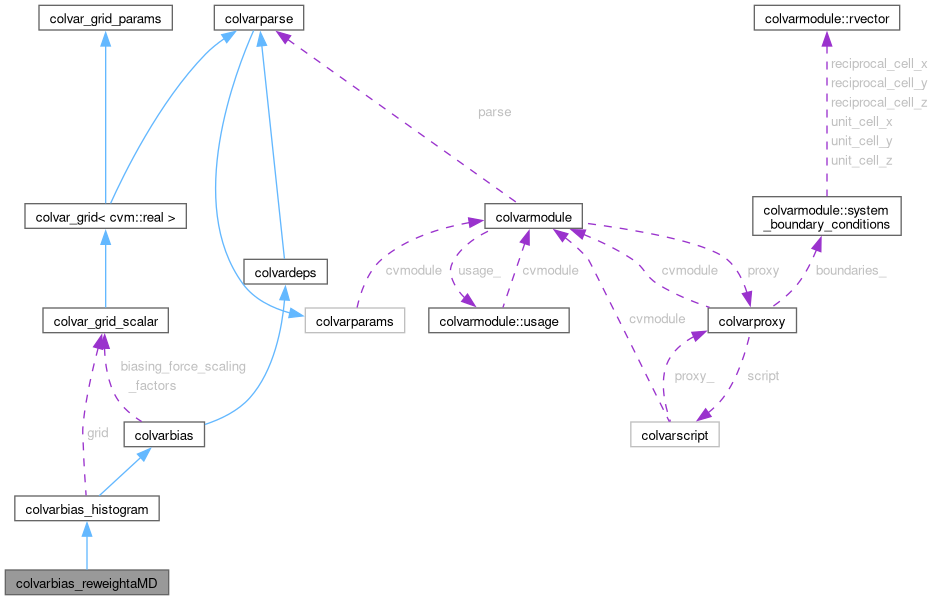 colvar_grid_params
colvarparse
colvarmodule::rvector
reciprocal_cell_x
reciprocal_cell_y
reciprocal_cell_z
unit_cell_x
unit_cell_y
unit_cell_z
parse
colvar_grid< cvm::real >
colvarmodule
colvarmodule::system
_boundary_conditions
colvardeps
cvmodule
usage_
cvmodule
cvmodule
proxy
boundaries_
colvar_grid_scalar
colvarparams
colvarmodule::usage
cvmodule
colvarproxy
biasing_force_scaling
_factors
proxy_
script
grid
colvarbias
colvarscript
colvarbias_histogram
colvarbias_reweightaMD